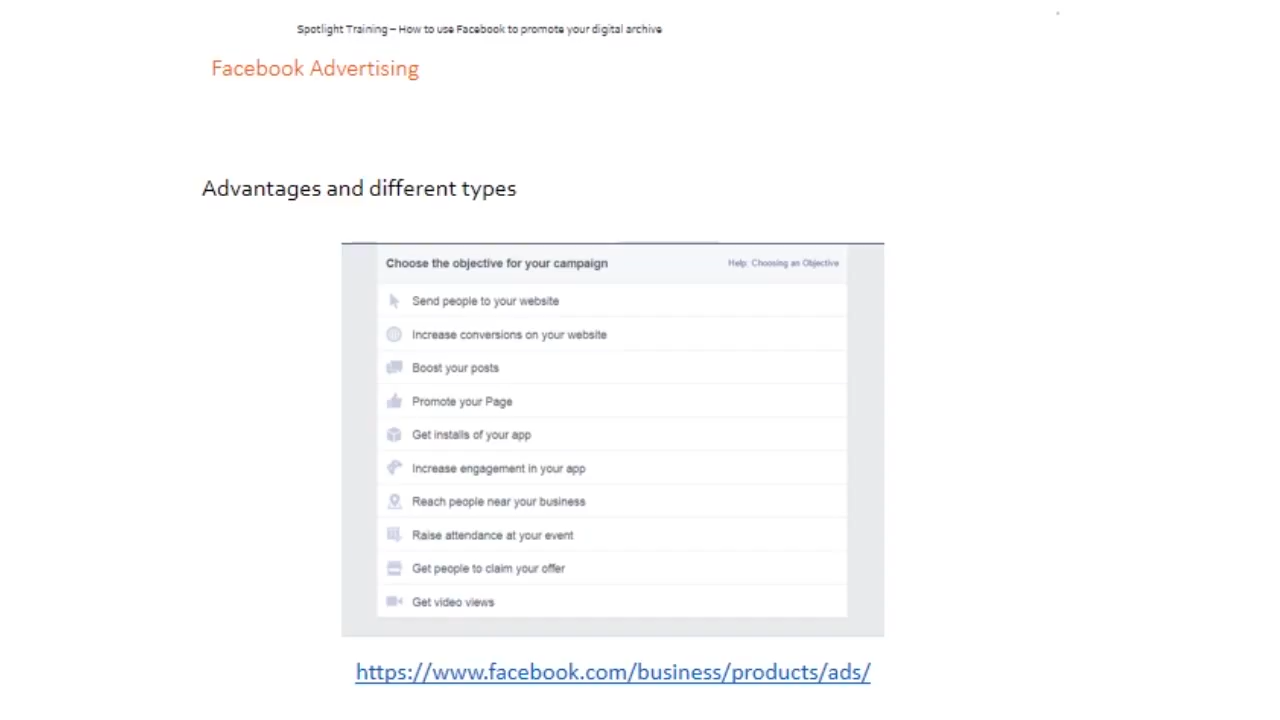 Spotlight Training – How to use Facebook to promote your digital archive
Facebook Advertising
Advantages and different types
Choose the objective for your campaign
Help: Choosing an Objective
Send people to your website
Increase conversions on your website
Boost your posts
Promote your Page
Get installs of your app
Increase engagement in your app
Reach people near your business
Raise attendance at your event
Get people to claim your offer
Get video views
https://www.facebook.com/business/products/ads/